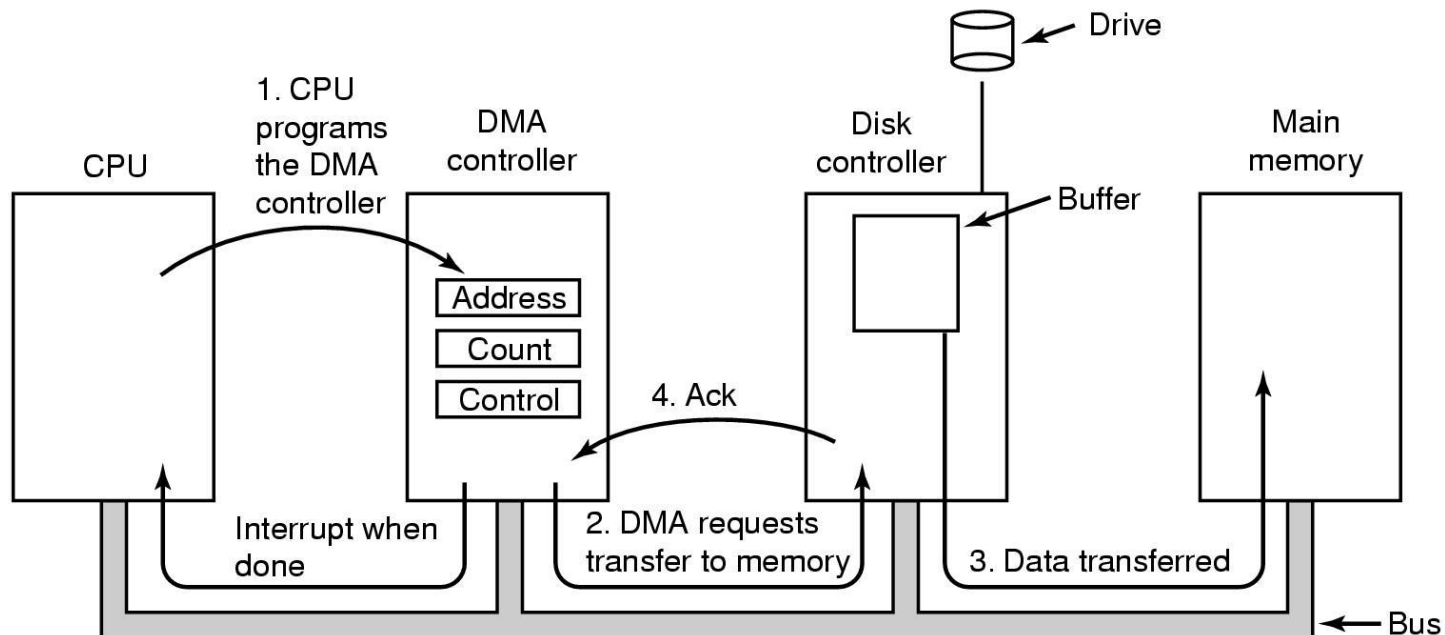 Drive
1. CPU
programs
the DMA
controller
CPU
DMA
controller
Disk
controller
Main
memory
Buffer
Address
Count
Control
4. Ack
Interrupt when
done
2. DMA requests
transfer to memory
3. Data transferred
Bus